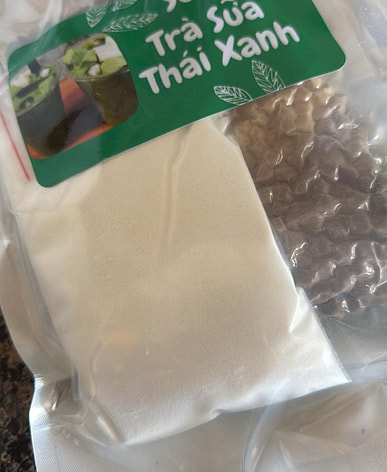 Trà Sữa
Thái Xanh